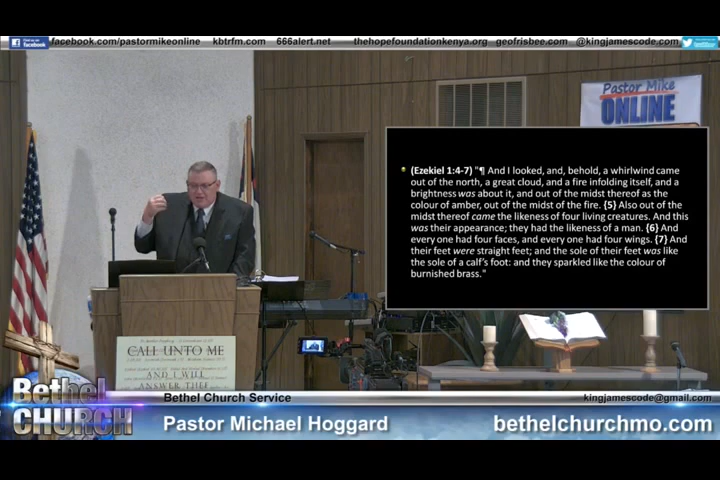 Find us on facebook facebook.com/pastormikeonline kbtrfm.com 666alert.net thehopefoundationkenya.org geofrisbee.com @kingjamescode.com twitter
Pastor Mike
ONLINE
(Ezekiel 1:4-7) "¶ And I looked, and, behold, a whirlwind came
out of the north, a great cloud, and a fire infolding itself, and a
brightness was about it, and out of the midst thereof as the
colour of amber, out of the midst of the fire. {5} Also out of the
midst thereof came the likeness of four living creatures. And this
was their appearance; they had the likeness of a man. {6} And
every one had four faces, and every one had four wings. {7} And
their feet were straight feet; and the sole of their feet was like
the sole of a calf's foot: and they sparkled like the colour of
burnished brass."
CALL UNTO ME
AND I WILL
ANSWER THEE
Bethel
CHURCH
Bethel Church Service
kingjamescode@gmail.com
Pastor Michael Hoggard
bethelchurchmo.com